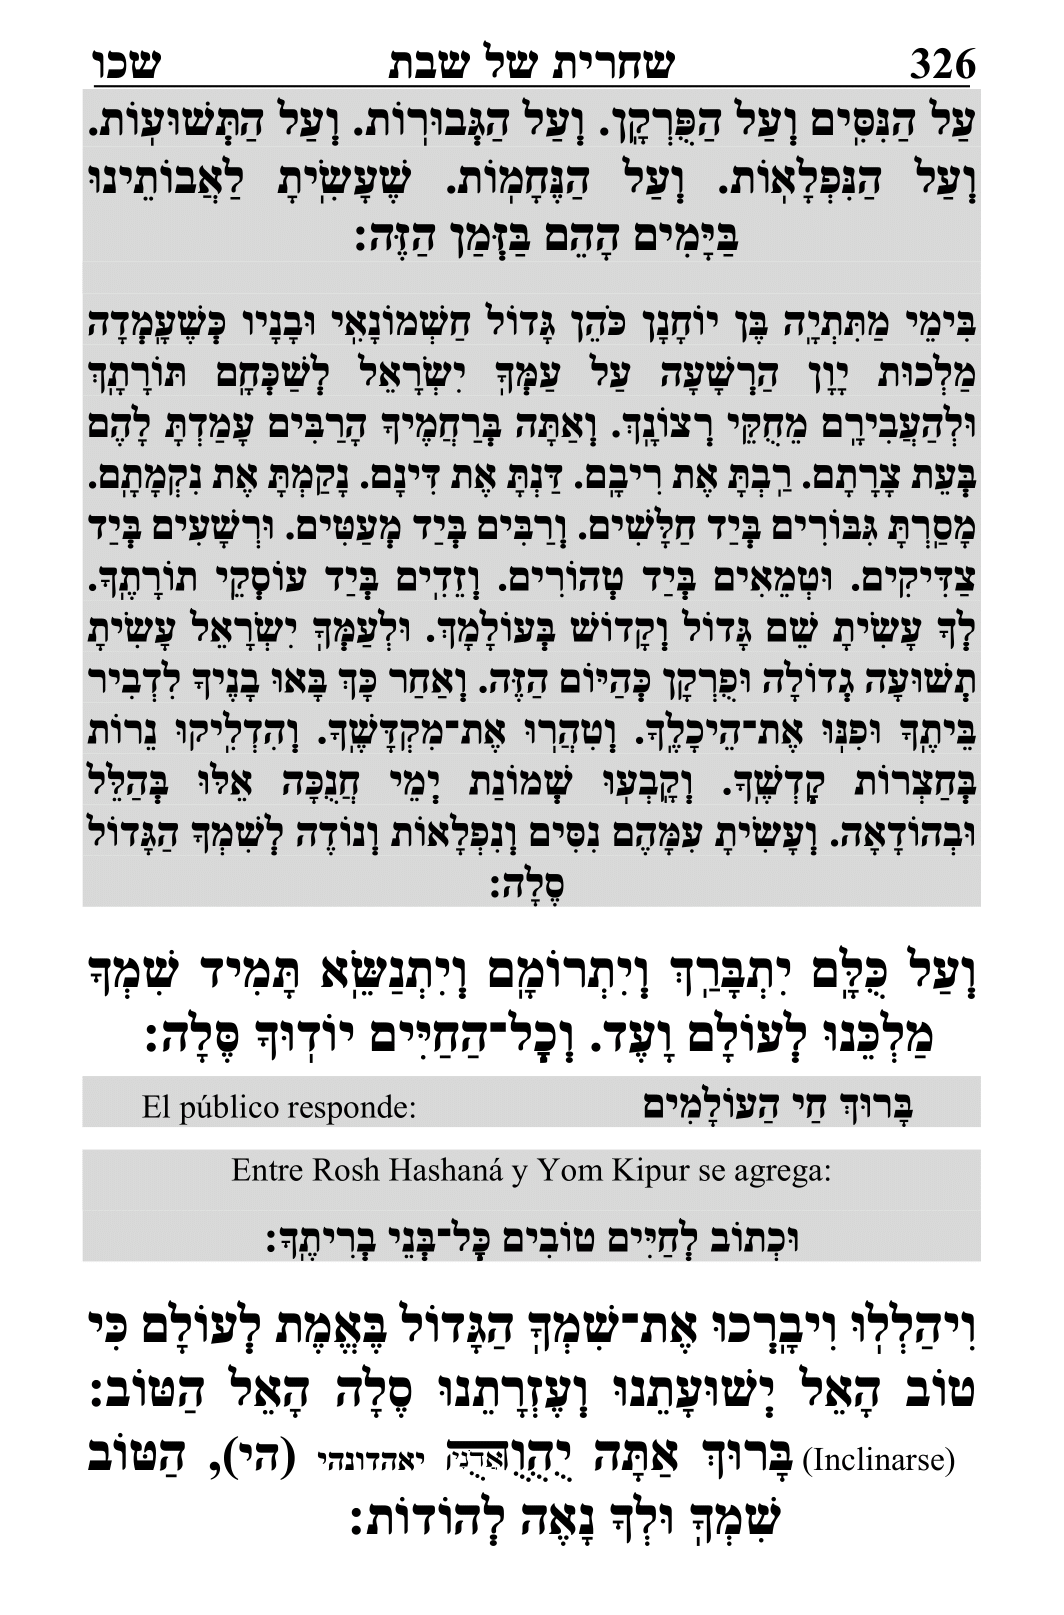 326 שחרית של שבת שכו
עַל הַנִּסִּים וְעַל הַפֻּרְקָן. וְעַל הַגְּבוּרוֹת. וְעַל הַתְּשׁוּעוֹת.
וְעַל הַנִּפְלָאוֹת. וְעַל הַנֶּחָמוֹת. שֶׁעָשִׂיתָ לַאֲבוֹתֵינוּ
בַּיָּמִים הָהֵם בַּזְּמַן הַזֶּה:
בִּימֵי מַתִּתְיָה בֶּן יוֹחָנָן כֹּהֵן גָּדוֹל חַשְׁמוֹנָאִי וּבָנָיו כְּשֶׁעָמְדָה
מַלְכוּת יָוָן הַרְשָׁעָה עַל עַמְּךָ יִשְׂרָאֵל לְשַׁכְּחָם תּוֹרָתָךְ
וּלְהַעֲבִירָם מֵחֻקֵּי רְצוֹנָךְ. וְאַתָּה בְּרַחֲמֶיךָ הָרַבִּים עָמַדְתָּ לָהֶם
בְּעֵת צָרָתָם. רַבְתָּ אֶת רִיבָם. דַּנְתָּ אֶת דִּינָם. נָקַמְתָּ אֶת נִקְמָתָם.
מָסַרְתָּ גִּבּוֹרִים בְּיַד חַלָּשִׁים. וְרַבִּים בְּיַד מְעַטִּים. וּרְשָׁעִים בְּיַד
צַדִּיקִים. וּטְמֵאִים בְּיַד טְהוֹרִים. וְזֵדִים בְּיַד עוֹסְקֵי תוֹרָתֶךָ.
לְךָ עָשִׂיתָ שֵׁם גָּדוֹל וְקָדוֹשׁ בְּעוֹלָמָךְ. וּלְעַמְּךָ יִשְׂרָאֵל עָשִׂיתָ
תְּשׁוּעָה גְדוֹלָה וּפֻרְקָן כְּהַיּוֹם הַזֶּה. וְאַחַר כָּךְ בָּאוּ בָנֶיךָ לִדְבִיר
בֵּיתֶךָ וּפִנּוּ אֶת־הֵיכָלֶךָ. וְטִהֲרוּ אֶת־מִקְדָּשֶׁךָ. וְהִדְלִיקוּ נֵרוֹת
בְּחַצְרוֹת קָדְשֶׁךָ. וְקָבְעוּ שְׁמוֹנַת יְמֵי חֲנֻכָּה אֵלּוּ בְּהַלֵּל
וּבְהוֹדָאָה. וְעָשִׂיתָ עִמָּהֶם נִסִּים וְנִפְלָאוֹת וְנוֹדֶה לְשִׁמְךָ הַגָּדוֹל
סֶלָה:
וְעַל כֻּלָּם יִתְבָּרַךְ וְיִתְרוֹמָם וְיִתְנַשֵּׂא תָּמִיד שִׁמְךָ
מַלְכֵּנוּ לְעוֹלָם וָעֶד. וְכָל־הַחַיִּים יוֹדוּךָ סֶּלָה:
בָּרוּךְ חַי הַעוֹלָמִים El público responde:
Entre Rosh Hashaná y Yom Kipur se agrega:
וּכְתוֹב לְחַיִּים טוֹבִים כָּל־בְּנֵי בְרִיתֶךָ:
וִיהַלְלוּ וִיבָרְכוּ אֶת־שִׁמְךָ הַגָּדוֹל בֶּאֱמֶת לְעוֹלָם כִּי
טוֹב הָאֵל יְשׁוּעָתֵנוּ וְעֶזְרָתֵנוּ סֶלָה הָאֵל הַטּוֹב:
(Inclinarse) בָּרוּךְ אַתָּה יֻהֻוֻהֻאֲדֹנָי יאהדונהי (הי), הַטּוֹב
שִׁמְךָ וּלְךָ נָאֶה לְהוֹדוֹת: